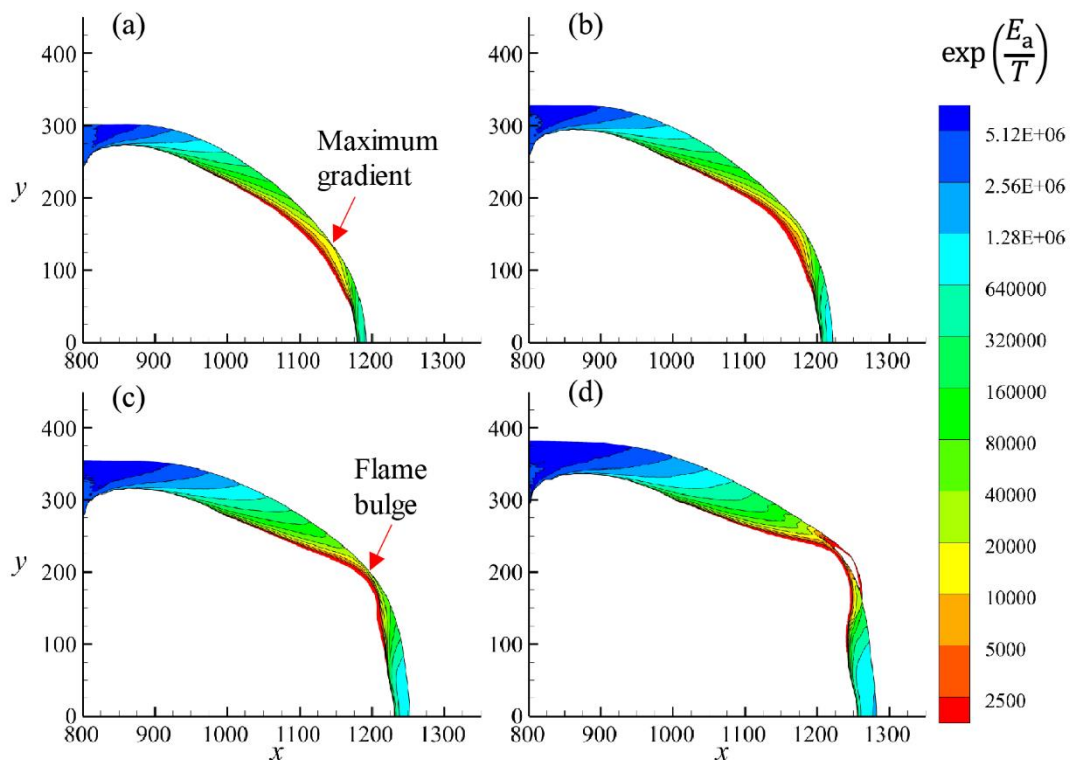 (a)
400
300
200
100
0
y
Maximum
gradient
800 900 1000 1100 1200 1300
(b)
400
300
200
100
0
800 900 1000 1100 1200 1300
(c)
400
300
200
100
0
y
Flame
bulge
800 900 1000 1100 1200 1300
x
(d)
400
300
200
100
0
800 900 1000 1100 1200 1300
x
exp(Ea/T)
5.12E+06
2.56E+06
1.28E+06
640000
320000
160000
80000
40000
20000
10000
5000
2500